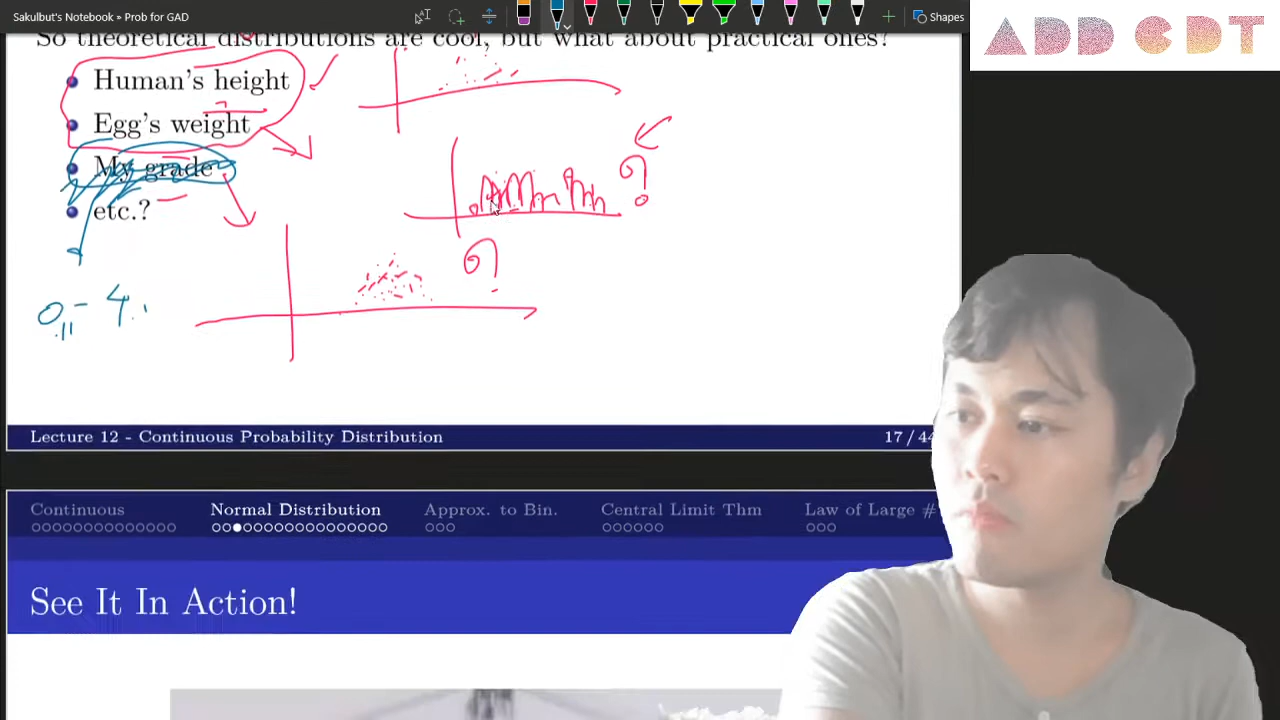 Sakulbut's Notebook » Prob for GAD
Shapes
ADD CDT
So theoretical distributions are cool, but what about practical ones?
Human's height
Egg's weight
My grade
etc.?
0 - 4
Lecture 12 - Continuous Probability Distribution
17/44
Continuous
Normal Distribution
Approx. to Bin.
Central Limit Thm
Law of Large #
See It In Action!